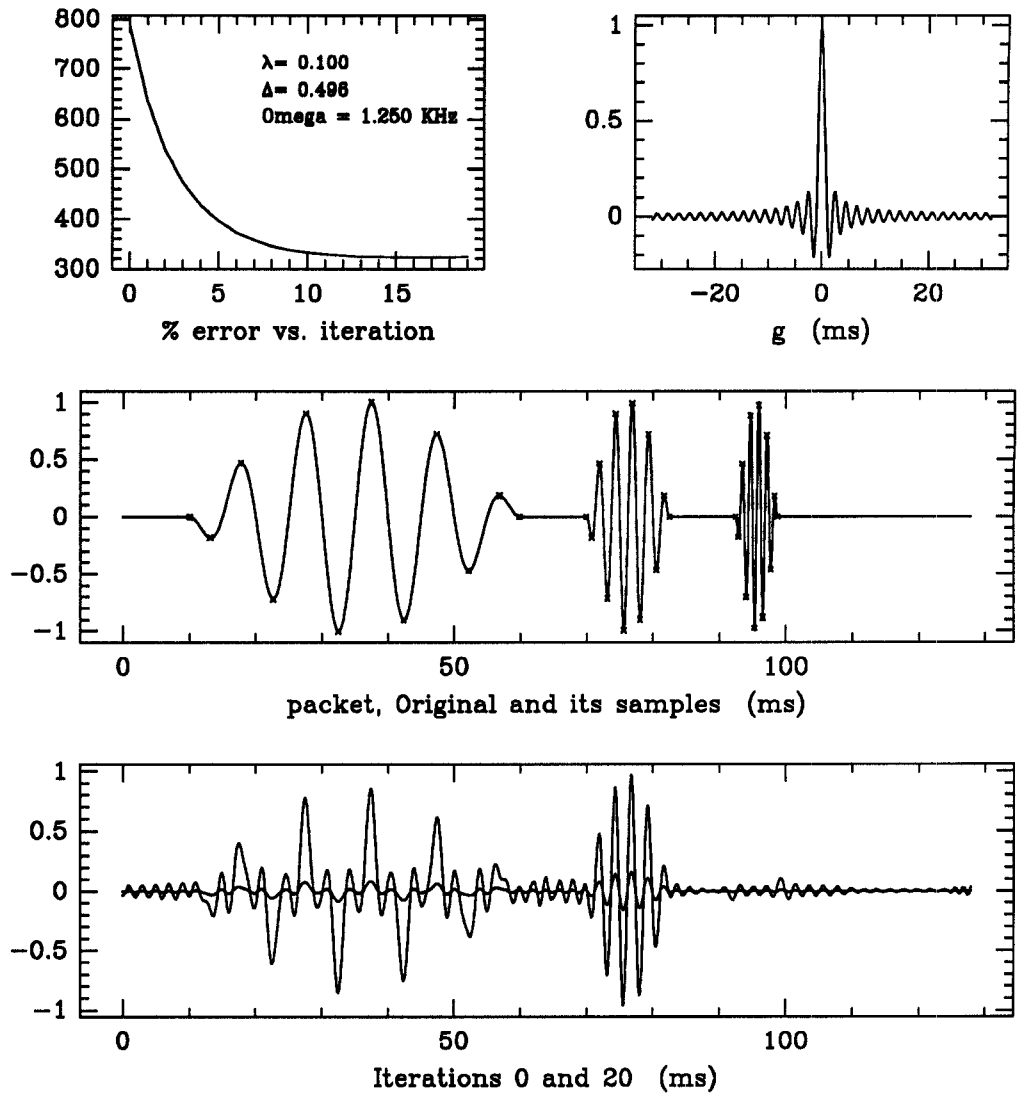 800
700
600
500
400
300
λ= 0.100
Δ= 0.496
Omega = 1.250 KHz
0 5 10 15
% error vs. iteration
1
0.5
0
−20 0 20
g (ms)
1
0.5
0
−0.5
−1
0 50 100
packet, Original and its samples (ms)
1
0.5
0
−0.5
−1
0 50 100
Iterations 0 and 20 (ms)